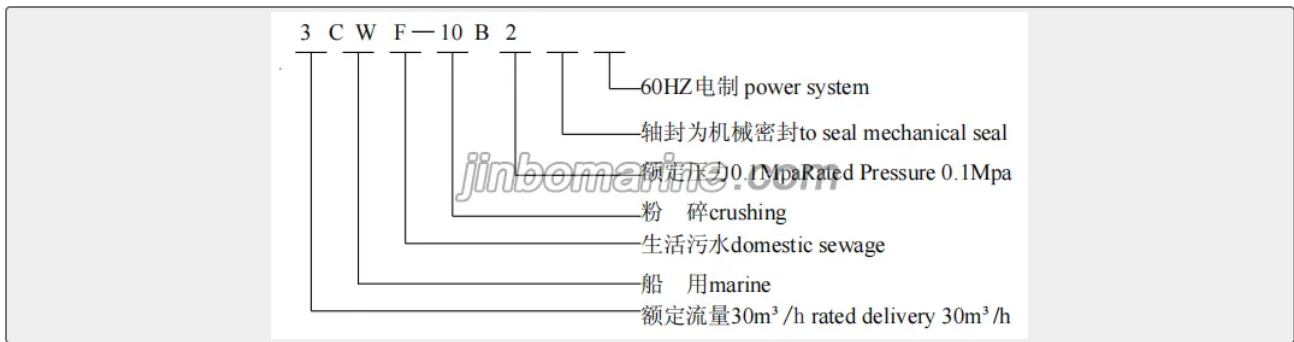 3 C W F—10 B 2
60HZ电制 power system
轴封为机械密封to seal mechanical seal
额定压力0.1MpaRated Pressure 0.1Mpa
jinbomarine.com
粉 碎crushing
生活污水domestic sewage
船 用marine
额定流量30m³/h rated delivery 30m³/h